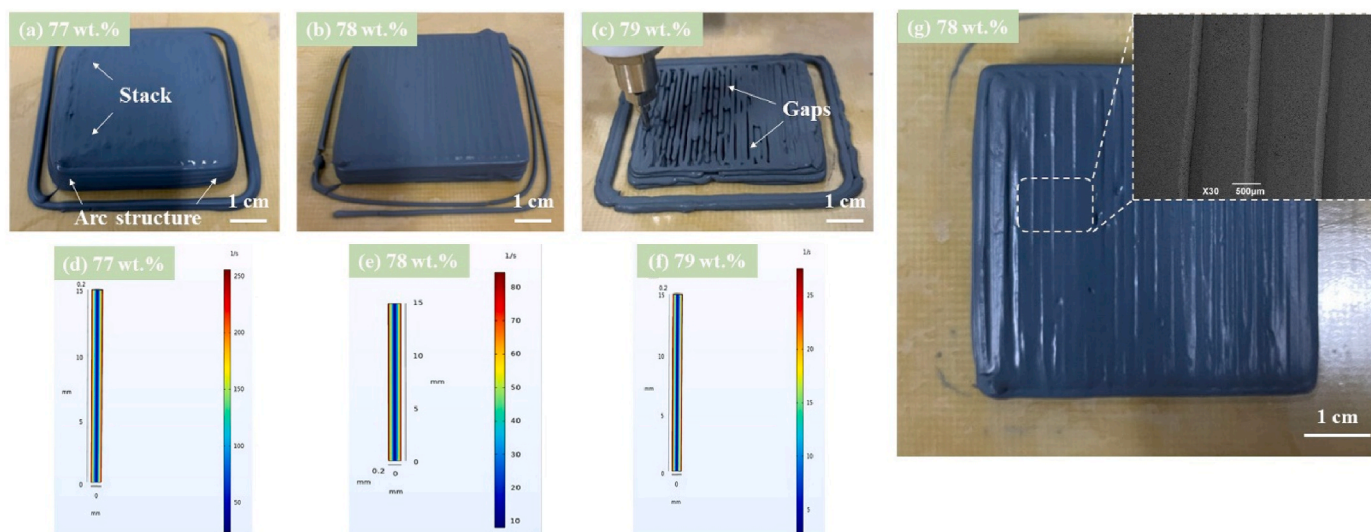 (a) 77 wt.%
Stack
Arc structure
1 cm
(b) 78 wt.%
1 cm
(c) 79 wt.%
Gaps
1 cm
(d) 77 wt.%
1/s
250
200
150
100
50
0.2
15
10
mm
5
0
0
mm
(e) 78 wt.%
1/s
80
70
60
50
40
30
20
10
15
10
mm
5
0
0.2
0
mm
mm
(f) 79 wt.%
1/s
25
20
15
10
5
0.2
15
10
mm
5
0
0
mm
(g) 78 wt.%
X30
500μm
1 cm